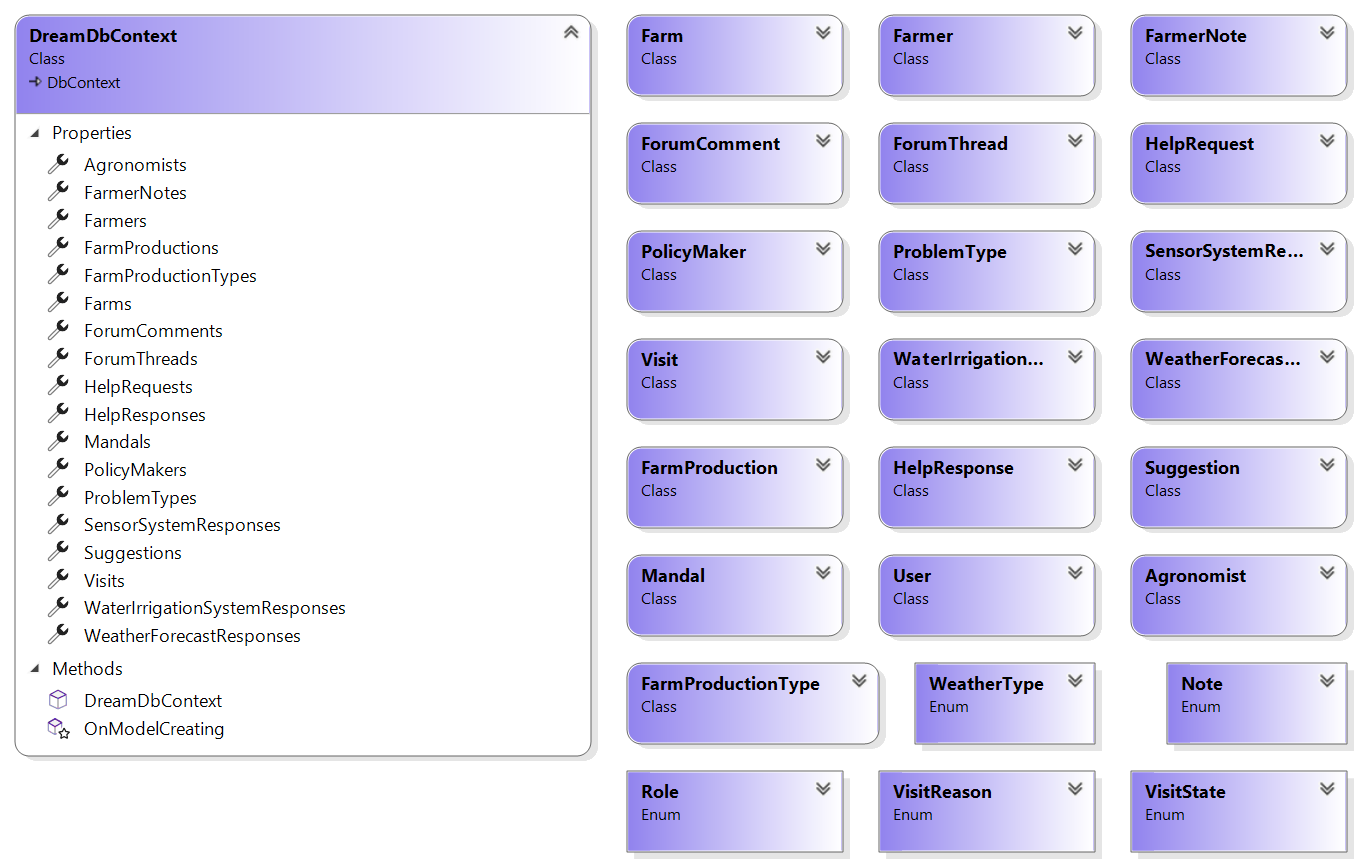 DreamDbContext
Class
DbContext
Properties
Agronomists
FarmerNotes
Farmers
FarmProductions
FarmProductionTypes
Farms
ForumComments
ForumThreads
HelpRequests
HelpResponses
Mandals
PolicyMakers
ProblemTypes
SensorSystemResponses
Suggestions
Visits
WaterIrrigationSystemResponses
WeatherForecastResponses
Methods
DreamDbContext
OnModelCreating
Farm
Class
Farmer
Class
FarmerNote
Class
ForumComment
Class
ForumThread
Class
HelpRequest
Class
PolicyMaker
Class
ProblemType
Class
SensorSystemRe...
Class
Visit
Class
WaterIrrigation...
Class
WeatherForecas...
Class
FarmProduction
Class
HelpResponse
Class
Suggestion
Class
Mandal
Class
User
Class
Agronomist
Class
FarmProductionType
Class
WeatherType
Enum
Note
Enum
Role
Enum
VisitReason
Enum
VisitState
Enum